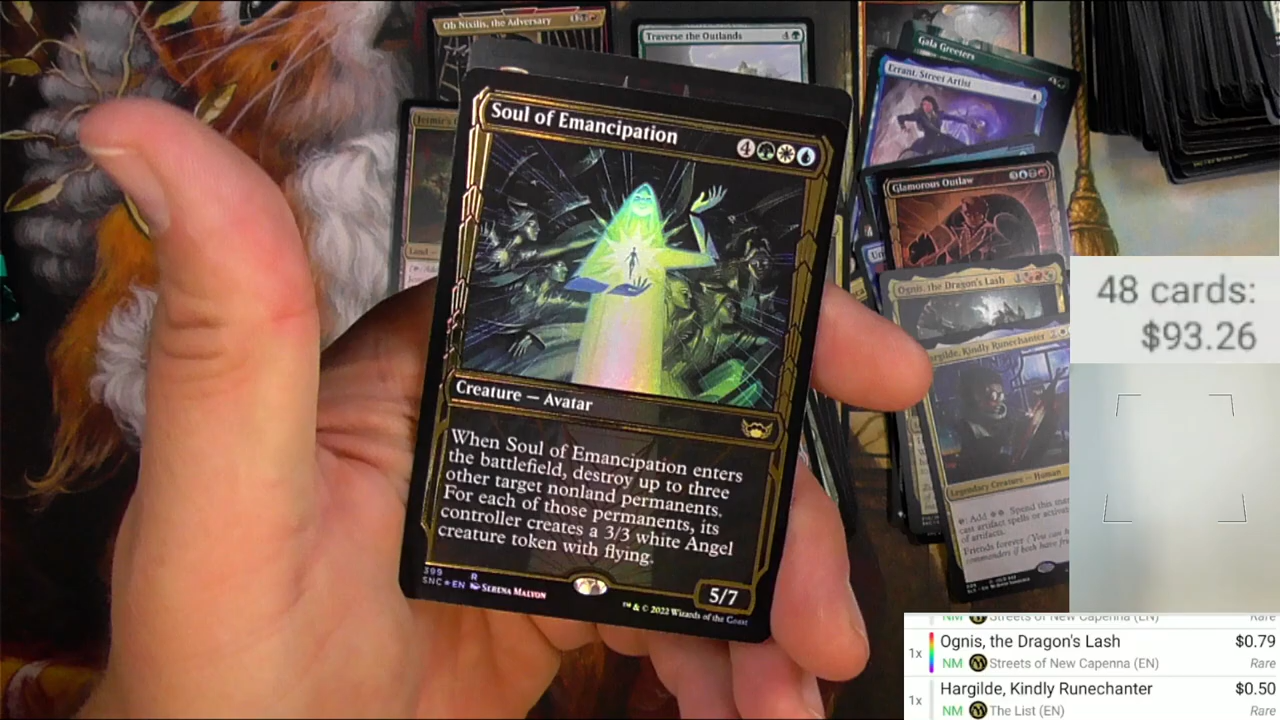 Ob Nixilis, the Adversary
Traverse the Outlands
4
Gala Greeters
Errant, Street Artist
Glamorous Outlaw
3
Ognis, the Dragon's Lash
Hargilde, Kindly Runechanter
Legendary Creature — Human
Land —
Soul of Emancipation
4
Creature — Avatar
When Soul of Emancipation enters
the battlefield, destroy up to three
other target nonland permanents.
For each of those permanents, its
controller creates a 3/3 white Angel
creature token with flying.
399 R
SNC ★ EN Serena Malyon
5/7
™ & © 2022 Wizards of the Coast
48 cards:
$93.26
NM Streets of New Capenna (EN) Rare
1x Ognis, the Dragon's Lash $0.79
NM Streets of New Capenna (EN) Rare
1x Hargilde, Kindly Runechanter $0.50
NM The List (EN) Rare